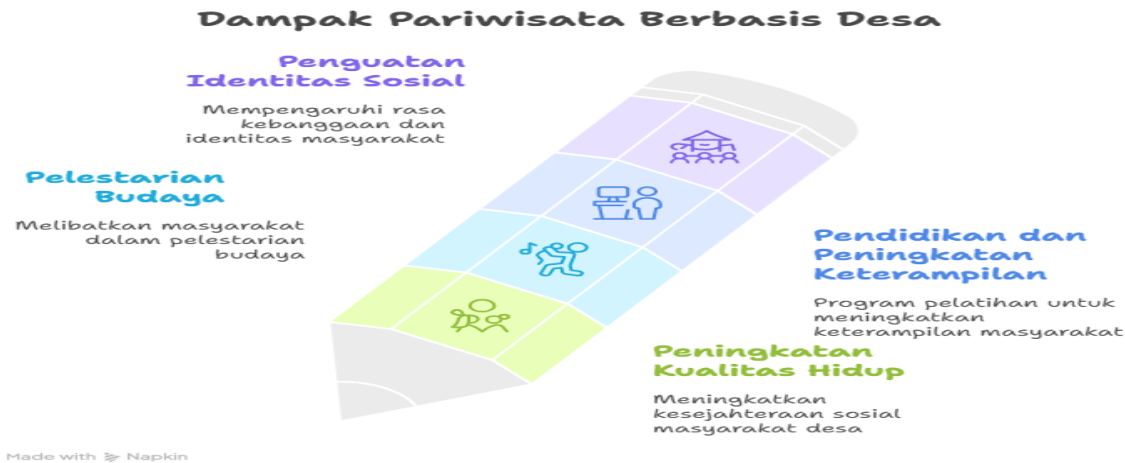 Dampak Pariwisata Berbasis Desa
Penguatan
Identitas Sosial
Mempengaruhi rasa
kebanggaan dan
identitas masyarakat
Pelestarian
Budaya
Melibatkan masyarakat
dalam pelestarian
budaya
Pendidikan dan
Peningkatan
Keterampilan
Program pelatihan untuk
meningkatkan
keterampilan masyarakat
Peningkatan
Kualitas Hidup
Meningkatkan
kesejahteraan sosial
masyarakat desa
Made with Napkin